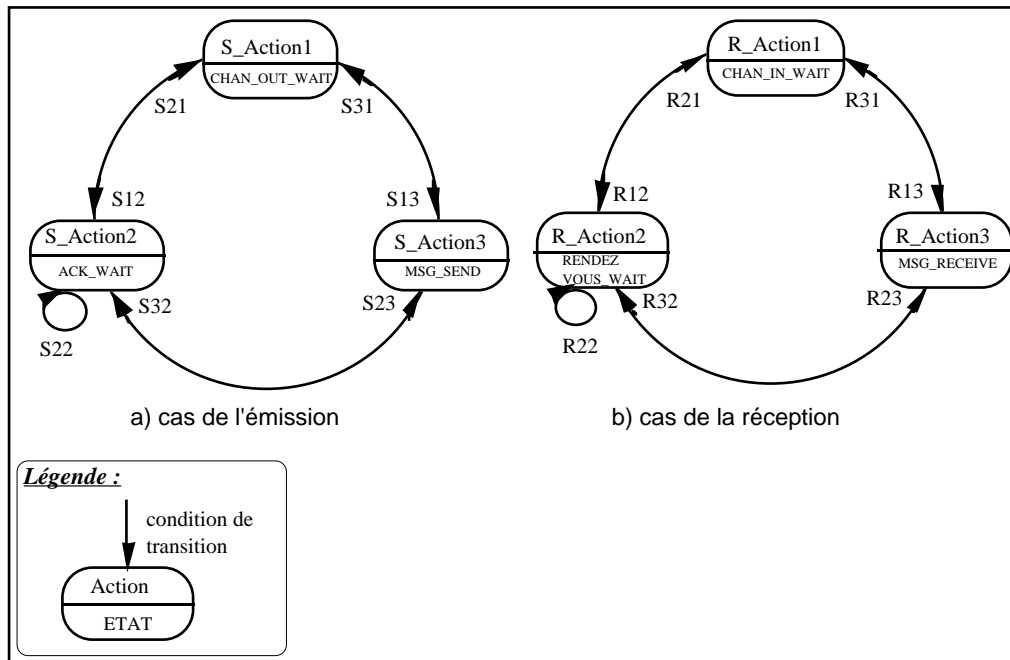 S_Action1
CHAN_OUT_WAIT
S21
S31
S12
S13
S_Action2
ACK_WAIT
S_Action3
MSG_SEND
S32
S23
S22
a) cas de l'émission
R_Action1
CHAN_IN_WAIT
R21
R31
R12
R13
R_Action2
RENDEZ
VOUS_WAIT
R_Action3
MSG_RECEIVE
R32
R23
R22
b) cas de la réception
Légende :
condition de
transition
Action
ETAT